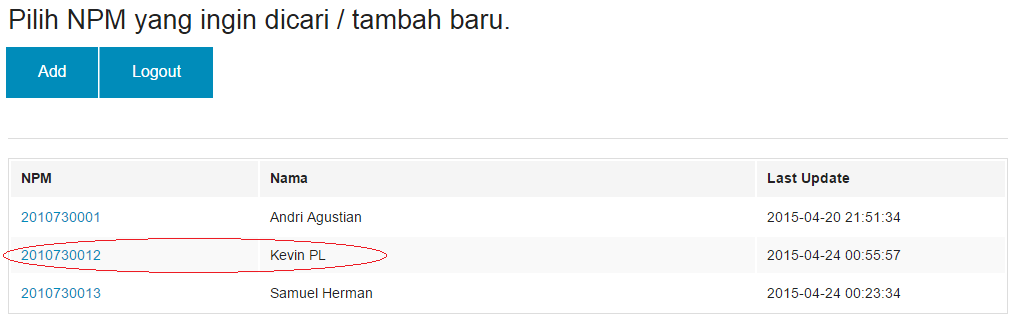 Pilih NPM yang ingin dicari / tambah baru.
Add Logout
NPM Nama Last Update
2010730001 Andri Agustian 2015-04-20 21:51:34
2010730012 Kevin PL 2015-04-24 00:55:57
2010730013 Samuel Herman 2015-04-24 00:23:34